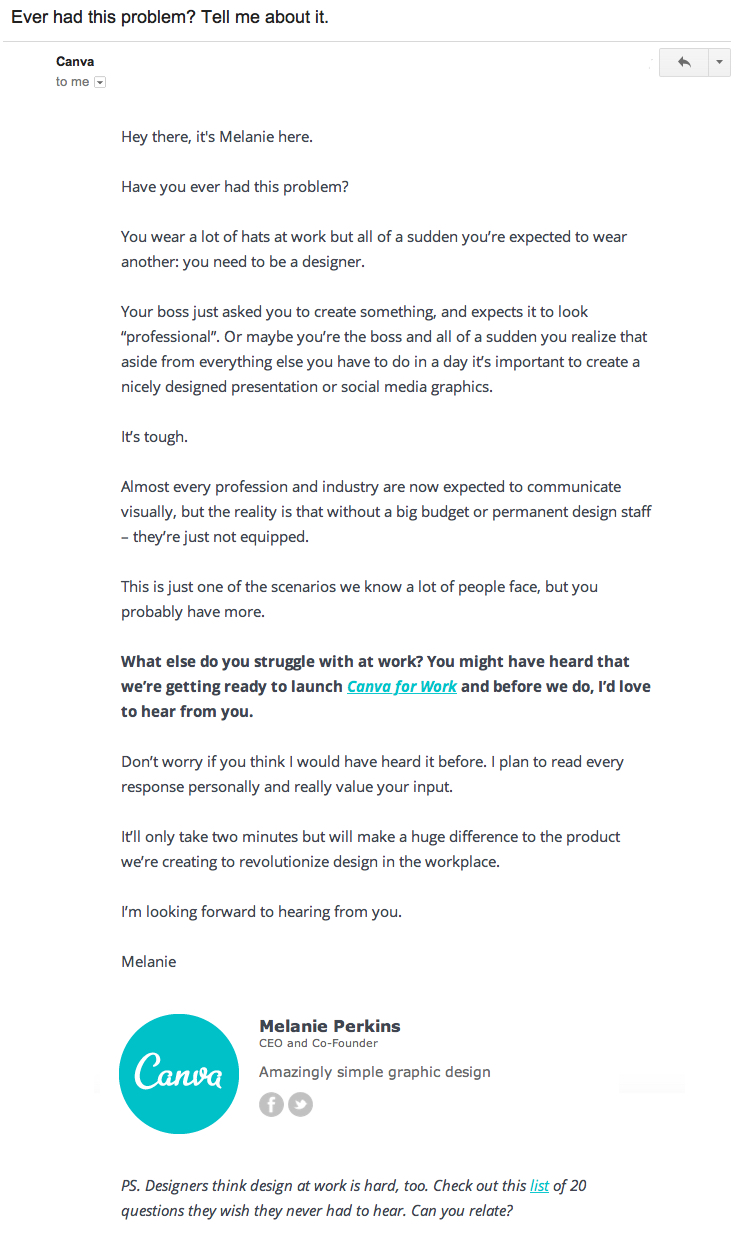 Ever had this problem? Tell me about it.
Canva
to me
Hey there, it's Melanie here.
Have you ever had this problem?
You wear a lot of hats at work but all of a sudden you’re expected to wear
another: you need to be a designer.
Your boss just asked you to create something, and expects it to look
“professional”. Or maybe you’re the boss and all of a sudden you realize that
aside from everything else you have to do in a day it’s important to create a
nicely designed presentation or social media graphics.
It’s tough.
Almost every profession and industry are now expected to communicate
visually, but the reality is that without a big budget or permanent design staff
– they’re just not equipped.
This is just one of the scenarios we know a lot of people face, but you
probably have more.
What else do you struggle with at work? You might have heard that
we’re getting ready to launch Canva for Work and before we do, I’d love
to hear from you.
Don’t worry if you think I would have heard it before. I plan to read every
response personally and really value your input.
It’ll only take two minutes but will make a huge difference to the product
we’re creating to revolutionize design in the workplace.
I’m looking forward to hearing from you.
Melanie
Canva
Melanie Perkins
CEO and Co-Founder
Amazingly simple graphic design
PS. Designers think design at work is hard, too. Check out this list of 20
questions they wish they never had to hear. Can you relate?